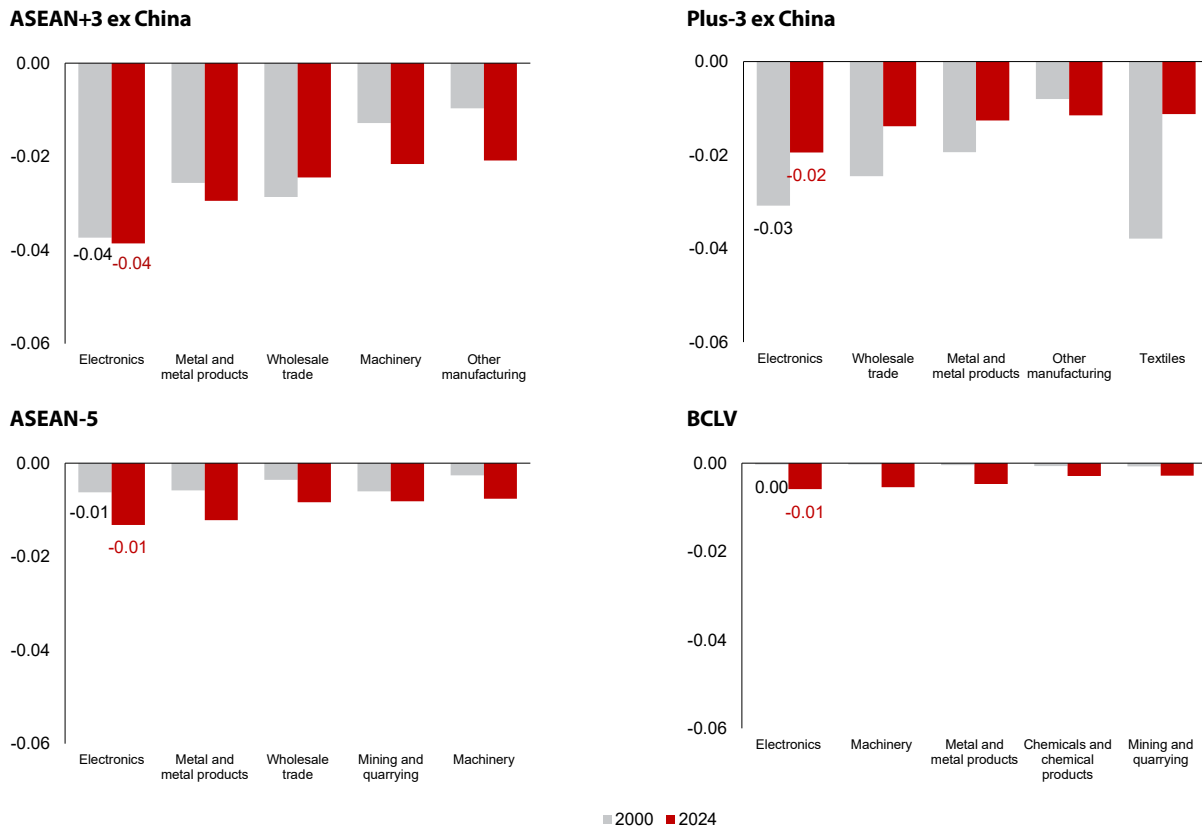 ASEAN+3 ex China
0.00
-0.02
-0.04
-0.06
-0.04
-0.04
Electronics
Metal and
metal products
Wholesale
trade
Machinery
Other
manufacturing
Plus-3 ex China
0.00
-0.02
-0.04
-0.06
-0.03
-0.02
Electronics
Wholesale
trade
Metal and
metal products
Other
manufacturing
Textiles
ASEAN-5
0.00
-0.02
-0.04
-0.06
-0.01
-0.01
Electronics
Metal and
metal products
Wholesale
trade
Mining and
quarrying
Machinery
BCLV
0.00
-0.02
-0.04
-0.06
0.00
-0.01
Electronics
Machinery
Metal and
metal products
Chemicals and
chemical
products
Mining and
quarrying
2000 2024